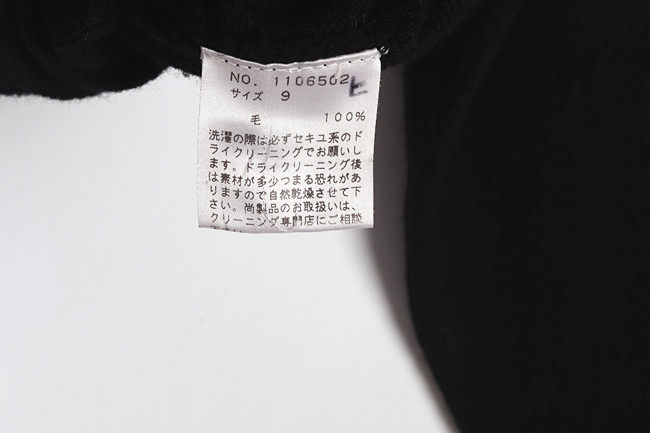 NO. 1106502 ヒ
サイズ 9
毛 100%
洗濯の際は必ずセキユ系のド
ライクリーニングでお願いし
ます。ドライクリーニング後
は素材が多少つまる恐れがあ
りますので自然乾燥させて下
さい。尚製品のお取扱いは、
クリーニング専門店にご相談